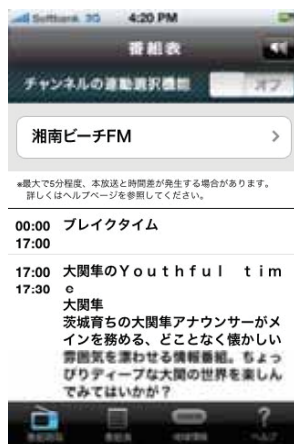 SoftBank 3G 4:20 PM
番組表
チャンネルの連動選択機能 オフ
湘南ビーチFM
*最大で5分程度、本放送と時間差が発生する場合があります。
詳しくはヘルプページを参照してください。
00:00 ブレイクタイム
17:00
17:00 大関隼のYouthful tim
17:30 e
大関隼
茨城育ちの大関隼アナウンサーがメ
インを務める、どことなく懐かしい
雰囲気を漂わせる情報番組。ちょっ
ぴりディープな大関の世界を楽しん
でみてはいかが?
?